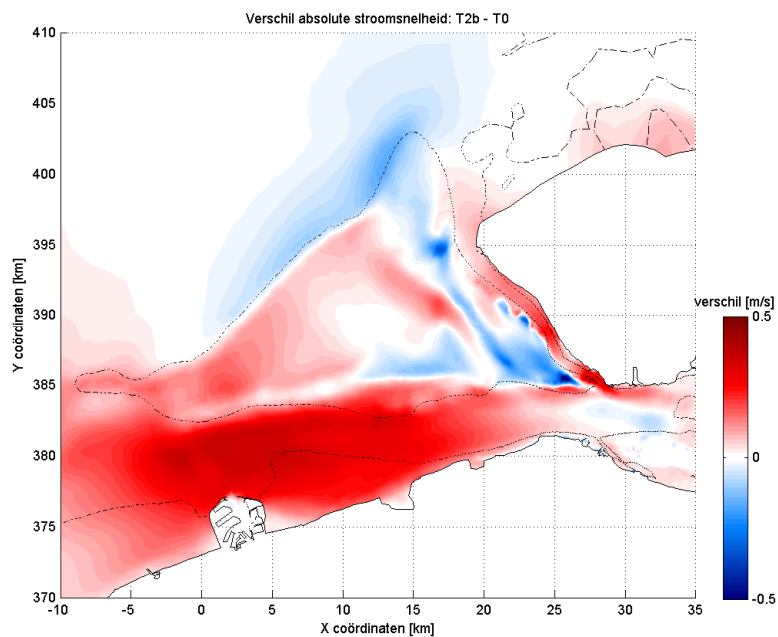 Verschil absolute stroomsnelheid: T2b - T0
410
405
400
395
390
385
380
375
370
Y coördinaten [km]
-10 -5 0 5 10 15 20 25 30 35
X coördinaten [km]
verschil [m/s]
0.5
0
-0.5